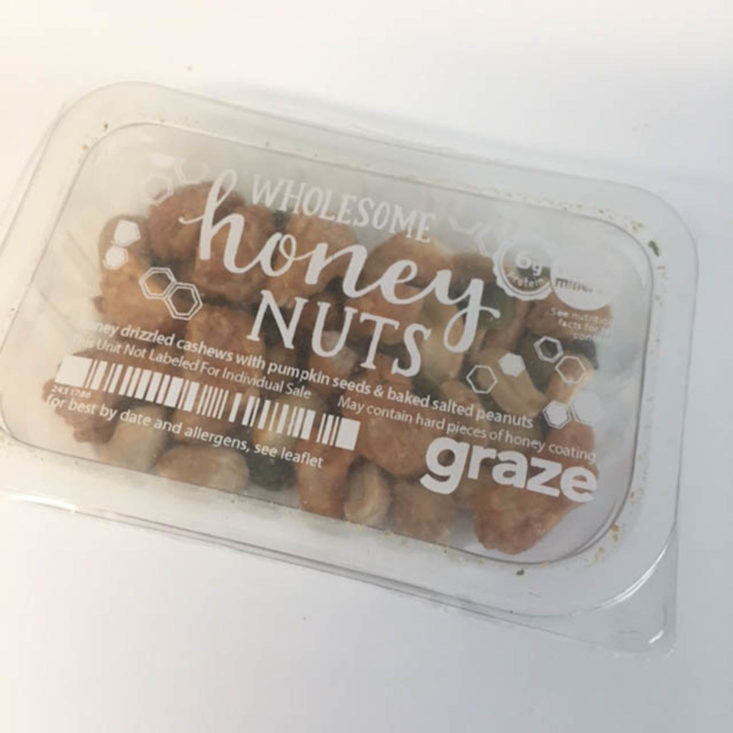 WHOLESOME
honey
NUTS
6g
protein
honey drizzled cashews with pumpkin seeds & baked salted peanuts
This Unit Not Labeled For Individual Sale
May contain hard pieces of honey coating
2431786
for best by date and allergens, see leaflet
See nutrition
facts for
graze